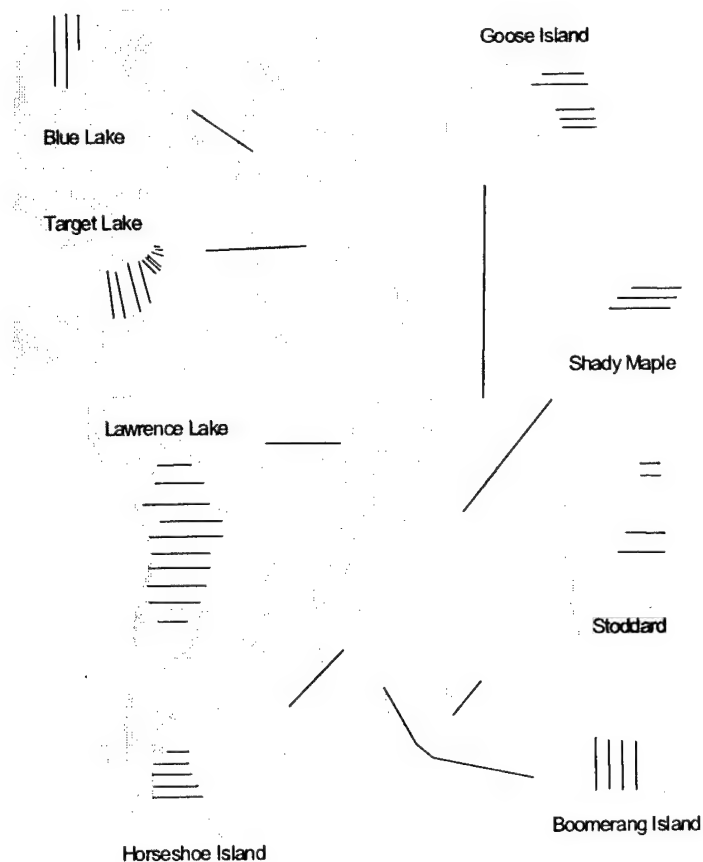 Goose Island
Blue Lake
Target Lake
Shady Maple
Lawrence Lake
Stoddard
Boomerang Island
Horseshoe Island